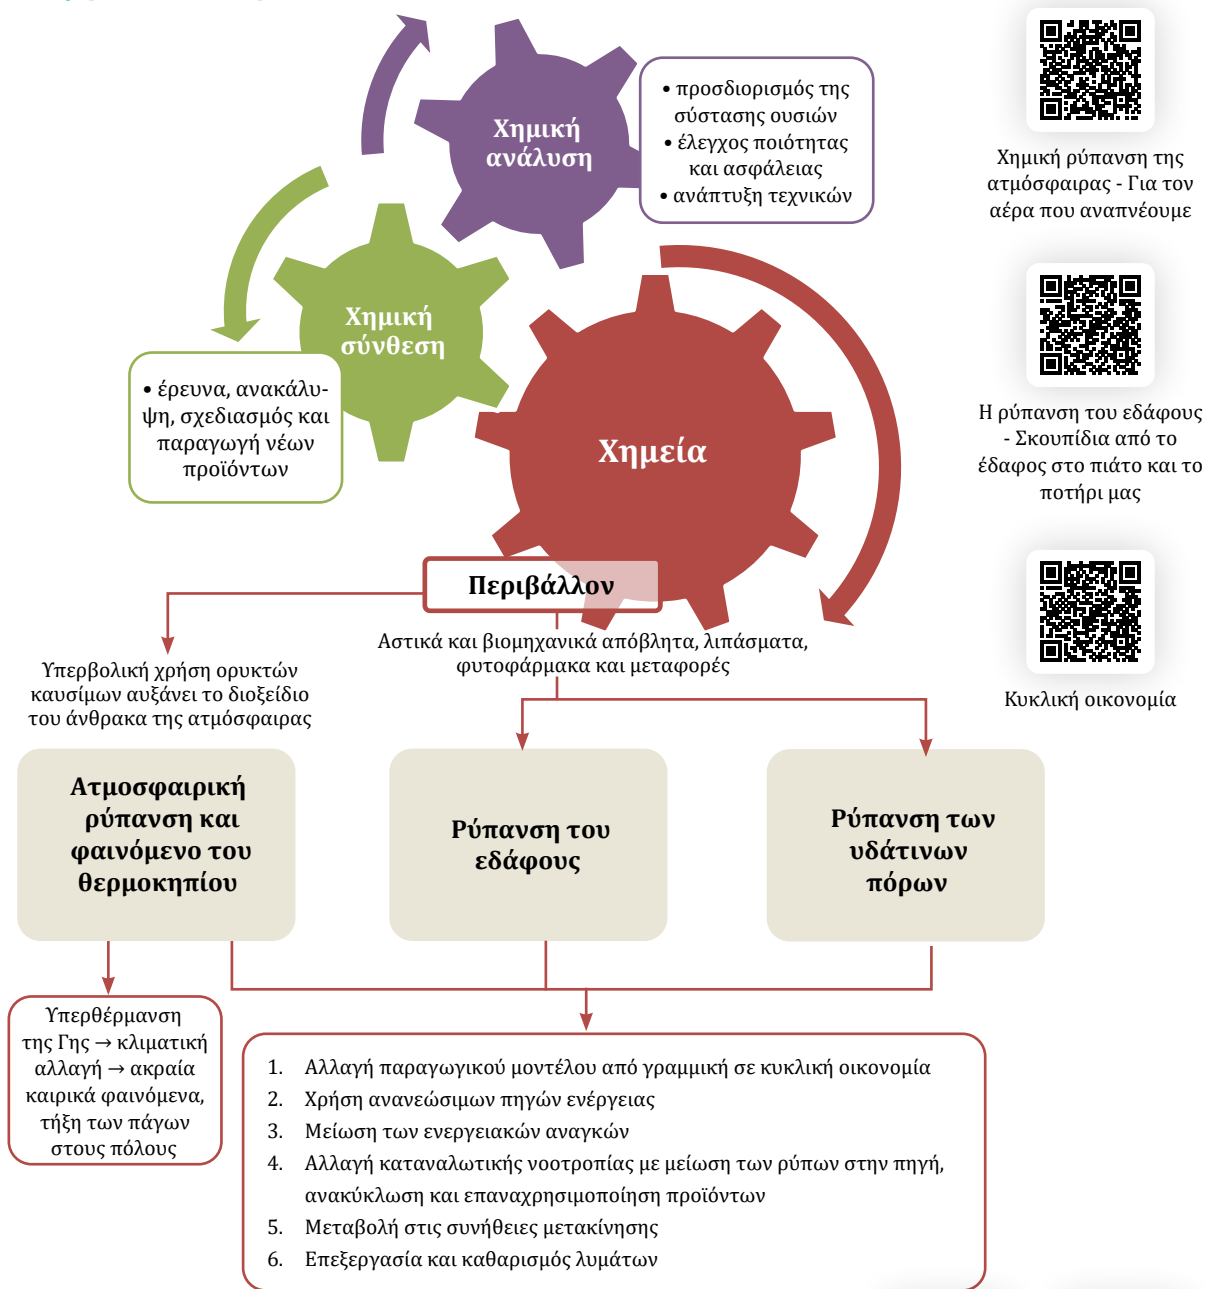 Χημική
ανάλυση
• προσδιορισμός της
σύστασης ουσιών
• έλεγχος ποιότητας
και ασφάλειας
• ανάπτυξη τεχνικών
Χημική
σύνθεση
• έρευνα, ανακάλυ-
ψη, σχεδιασμός και
παραγωγή νέων
προϊόντων
Χημεία
Χημική ρύπανση της
ατμόσφαιρας - Για τον
αέρα που αναπνέουμε
Η ρύπανση του εδάφους
- Σκουπίδια από το
έδαφος στο πιάτο και το
ποτήρι μας
Κυκλική οικονομία
Περιβάλλον
Υπερβολική χρήση ορυκτών
καυσίμων αυξάνει το διοξείδιο
του άνθρακα της ατμόσφαιρας
Αστικά και βιομηχανικά απόβλητα, λιπάσματα,
φυτοφάρμακα και μεταφορές
Ατμοσφαιρική
ρύπανση και
φαινόμενο του
θερμοκηπίου
Ρύπανση του
εδάφους
Ρύπανση των
υδάτινων
πόρων
Υπερθέρμανση
της Γης → κλιματική
αλλαγή → ακραία
καιρικά φαινόμενα,
τήξη των πάγων
στους πόλους
1. Αλλαγή παραγωγικού μοντέλου από γραμμική σε κυκλική οικονομία
2. Χρήση ανανεώσιμων πηγών ενέργειας
3. Μείωση των ενεργειακών αναγκών
4. Αλλαγή καταναλωτικής νοοτροπίας με μείωση των ρύπων στην πηγή,
ανακύκλωση και επαναχρησιμοποίηση προϊόντων
5. Μεταβολή στις συνήθειες μετακίνησης
6. Επεξεργασία και καθαρισμός λυμάτων